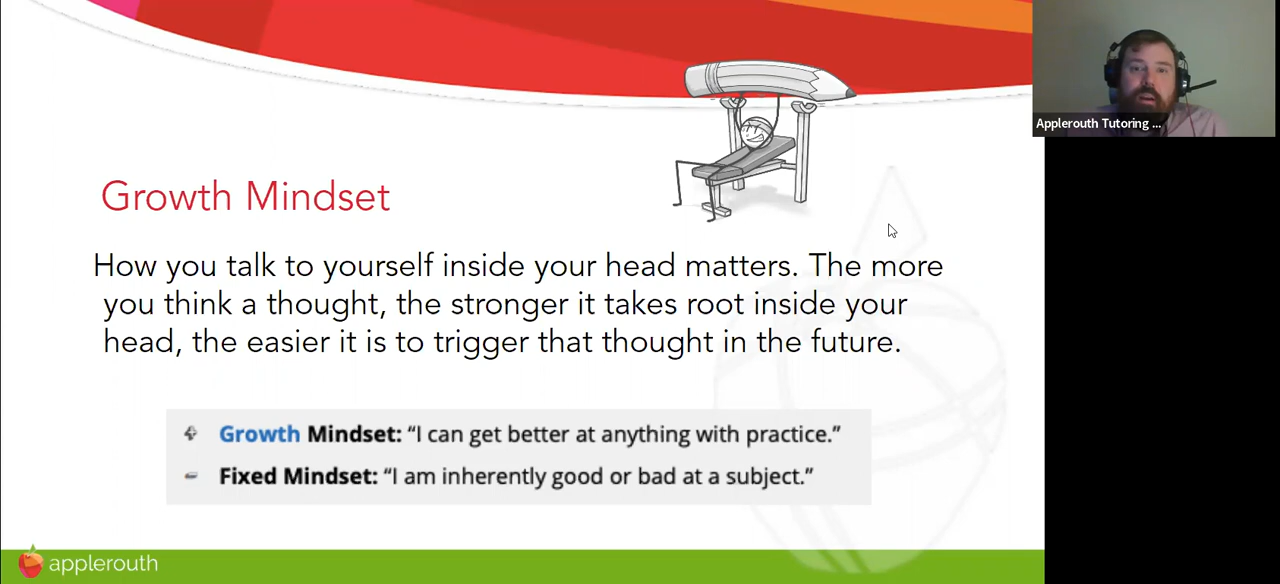 Applerouth Tutoring ...
Growth Mindset
How you talk to yourself inside your head matters. The more
you think a thought, the stronger it takes root inside your
head, the easier it is to trigger that thought in the future.
+ Growth Mindset: “I can get better at anything with practice.”
- Fixed Mindset: “I am inherently good or bad at a subject.”
applerouth